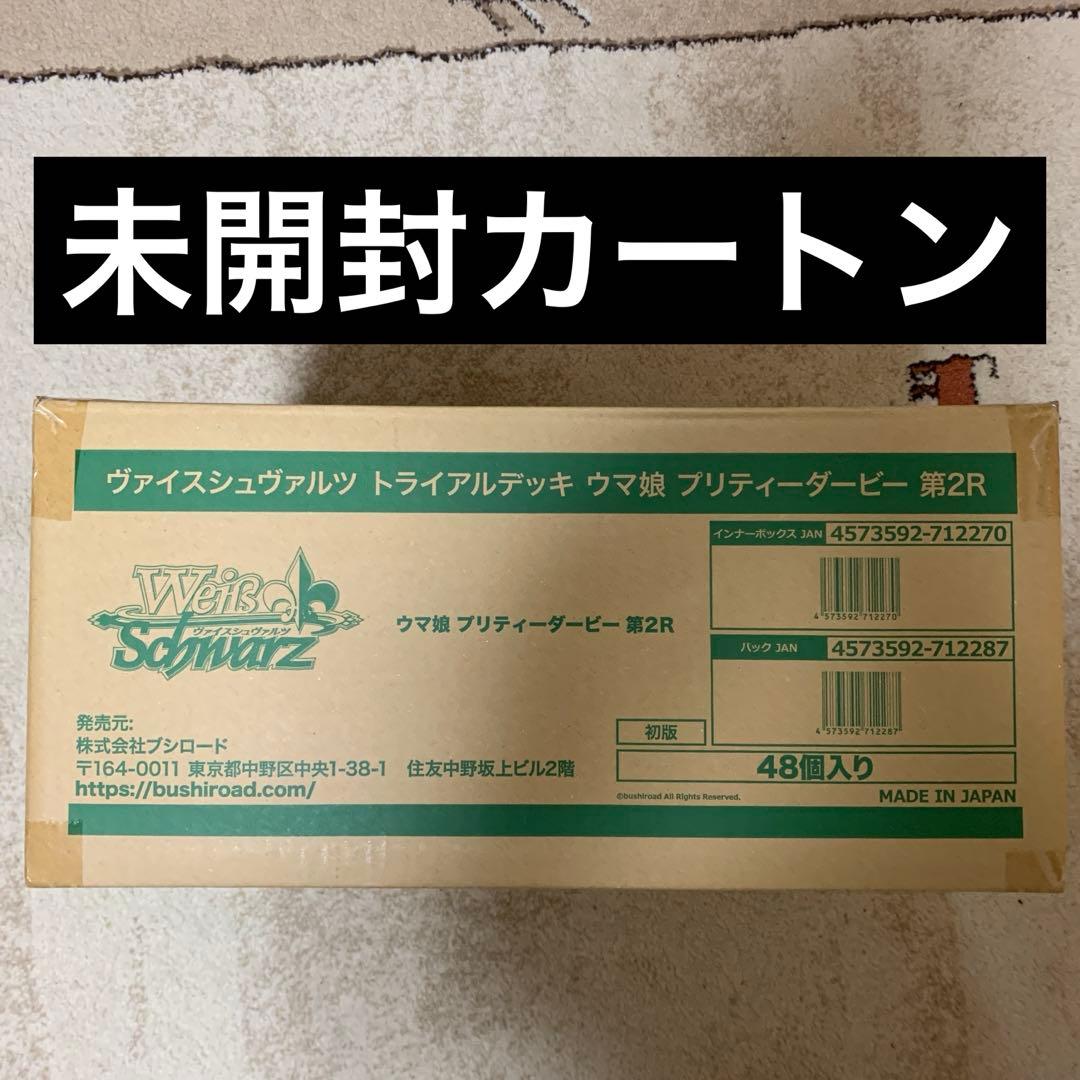 未開封カートン
ヴァイスシュヴァルツ トライアルデッキ ウマ娘 プリティーダービー 第2R
インナーボックス JAN 4573592-712270
4 573592 712270
Weiß
ヴァイスシュヴァルツ
Schwarz
ウマ娘 プリティーダービー 第2R
パック JAN 4573592-712287
4 573592 712287
発売元:
株式会社ブシロード
〒164-0011 東京都中野区中央1-38-1 住友中野坂上ビル2階
https://bushiroad.com/
初版
48個入り
©bushiroad All Rights Reserved.
MADE IN JAPAN